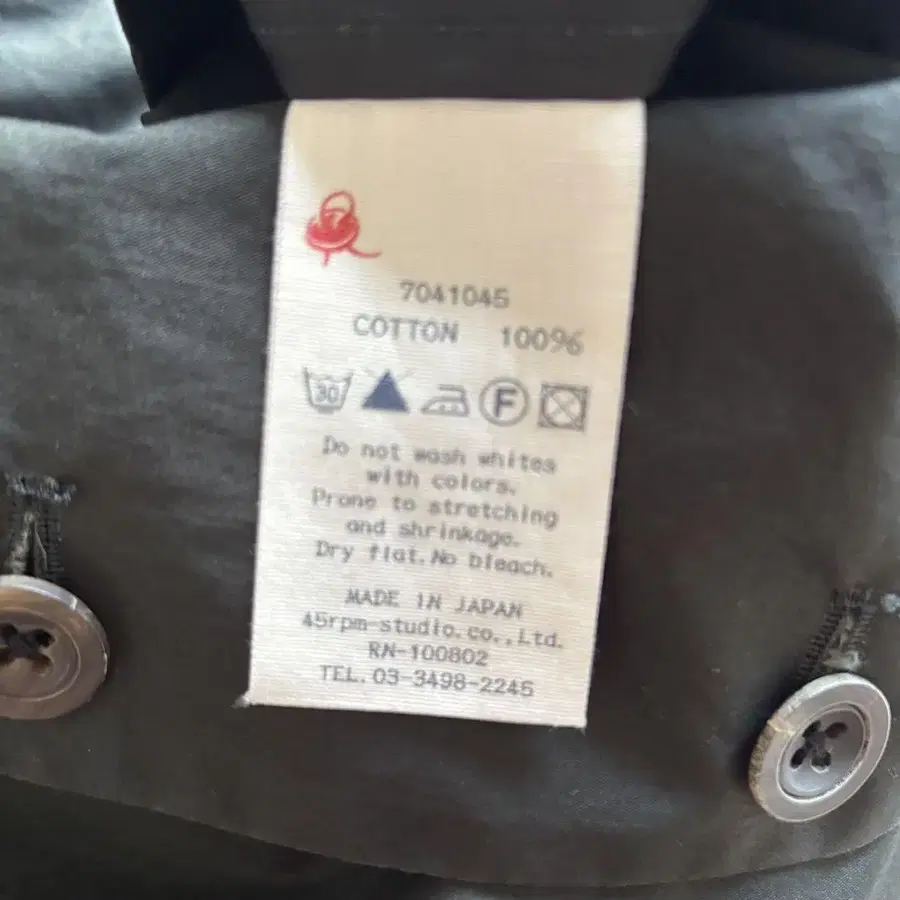 7041045
COTTON 100%
30
F
Do not wash whites
with colors.
Prone to stretching
and shrinkage.
Dry flat.No bleach.
MADE IN JAPAN
45rpm-studio.co.,Ltd.
RN-100802
TEL.03-3498-2245